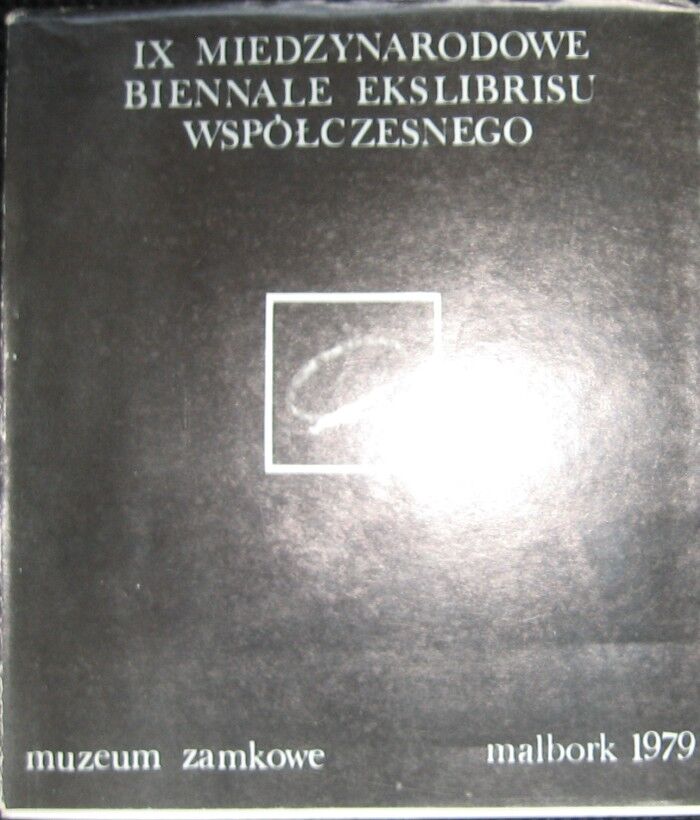 IX MIEDZYNARODOWE
BIENNALE EKSLIBRISU
WSPÓŁCZESNEGO
muzeum zamkowe
malbork 1979